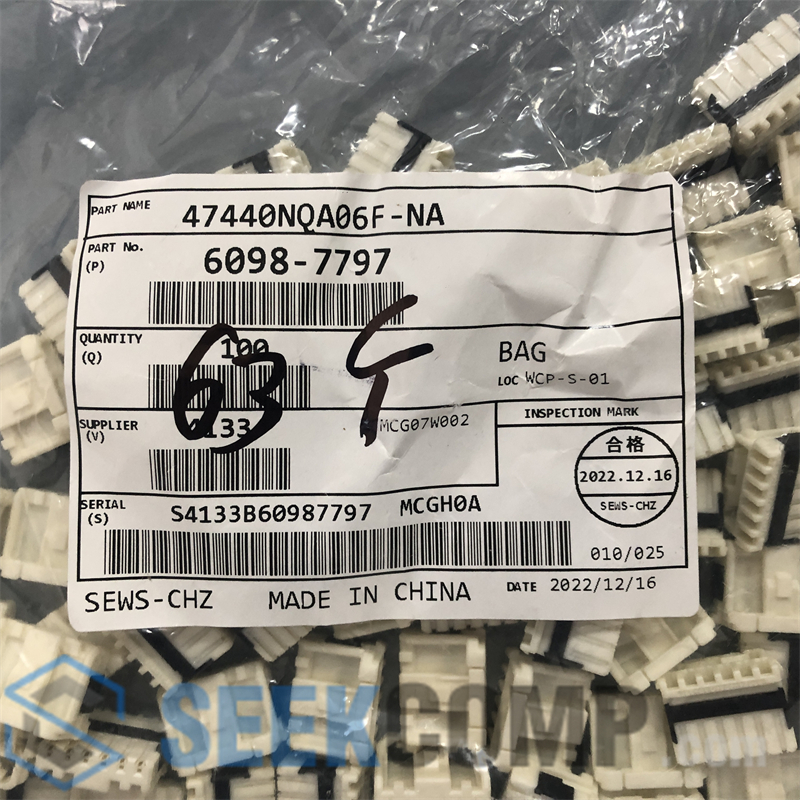 PART NAME 47440NQA06F-NA
PART No. 6098-7797
(P)
QUANTITY 100 BAG
(Q) LOC WCP-S-01
63
SUPPLIER 4133 MCG07W002 INSPECTION MARK
(V)
合格
2022.12.16
SEWS-CHZ
SERIAL S4133B60987797 MCGH0A
(S)
010/025
SEWS-CHZ MADE IN CHINA DATE 2022/12/16
SEEKCOMP.com